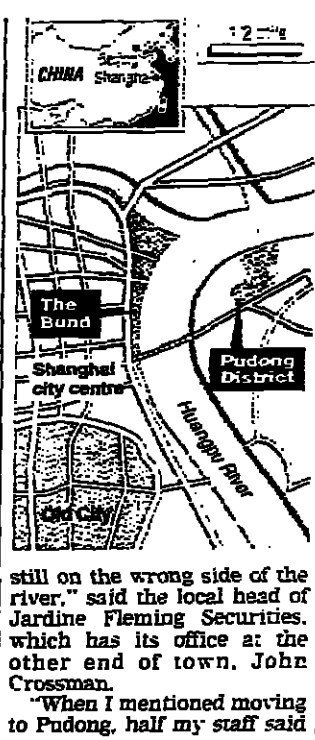 CHINA
Shanghai
The
Bund
Shanghai
city centre
Pudong
District
Huangpu River
Old City
still on the wrong side of the
river," said the local head of
Jardine Fleming Securities,
which has its office at the
other end of town, John
Crossman.
"When I mentioned moving
to Pudong, half my staff said